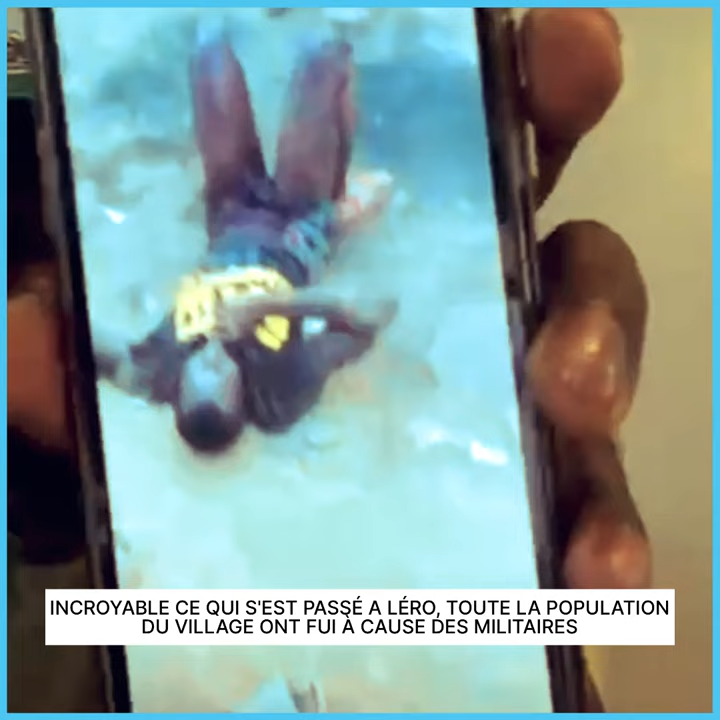 INCROYABLE CE QUI S'EST PASSÉ A LÉRO, TOUTE LA POPULATION
DU VILLAGE ONT FUI À CAUSE DES MILITAIRES